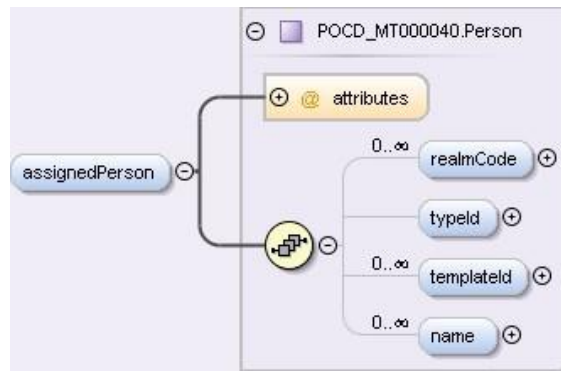 POCD_MT000040.Person
@ attributes
0..∞
realmCode
assignedPerson
typeId
0..∞
templateId
0..∞
name